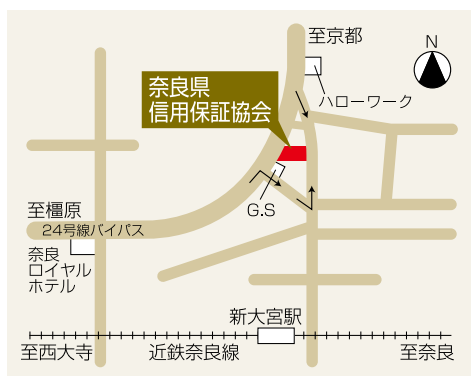 至京都
N
奈良県
信用保証協会
ハローワーク
G.S
至橿原
24号線バイパス
奈良
ロイヤル
ホテル
新大宮駅
至西大寺
近鉄奈良線
至奈良